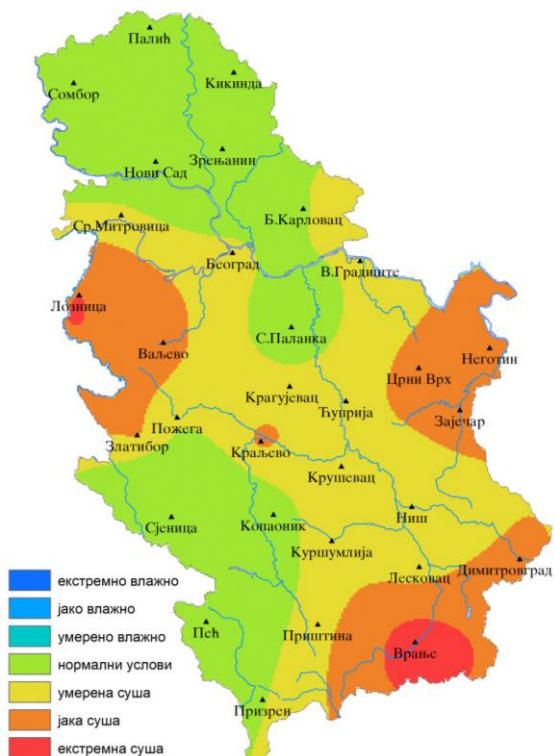 Палић
Кикинда
Сомбор
Зрењанин
Нови Сад
Б.Карловац
Ср.Митровица
Београд
В.Градиште
Лозница
С.Паланка
Ваљево
Неготин
Црни Врх
Крагујевац
Ћуприја
Зајечар
Пожега
Златибор
Краљево
Крушевац
Ниш
Сјеница
Копаоник
Куршумлија
Димитровград
Лесковац
Пећ
Приштина
Врање
Призрен
екстремно влажно
јако влажно
умерено влажно
нормални услови
умерена суша
јака суша
екстремна суша